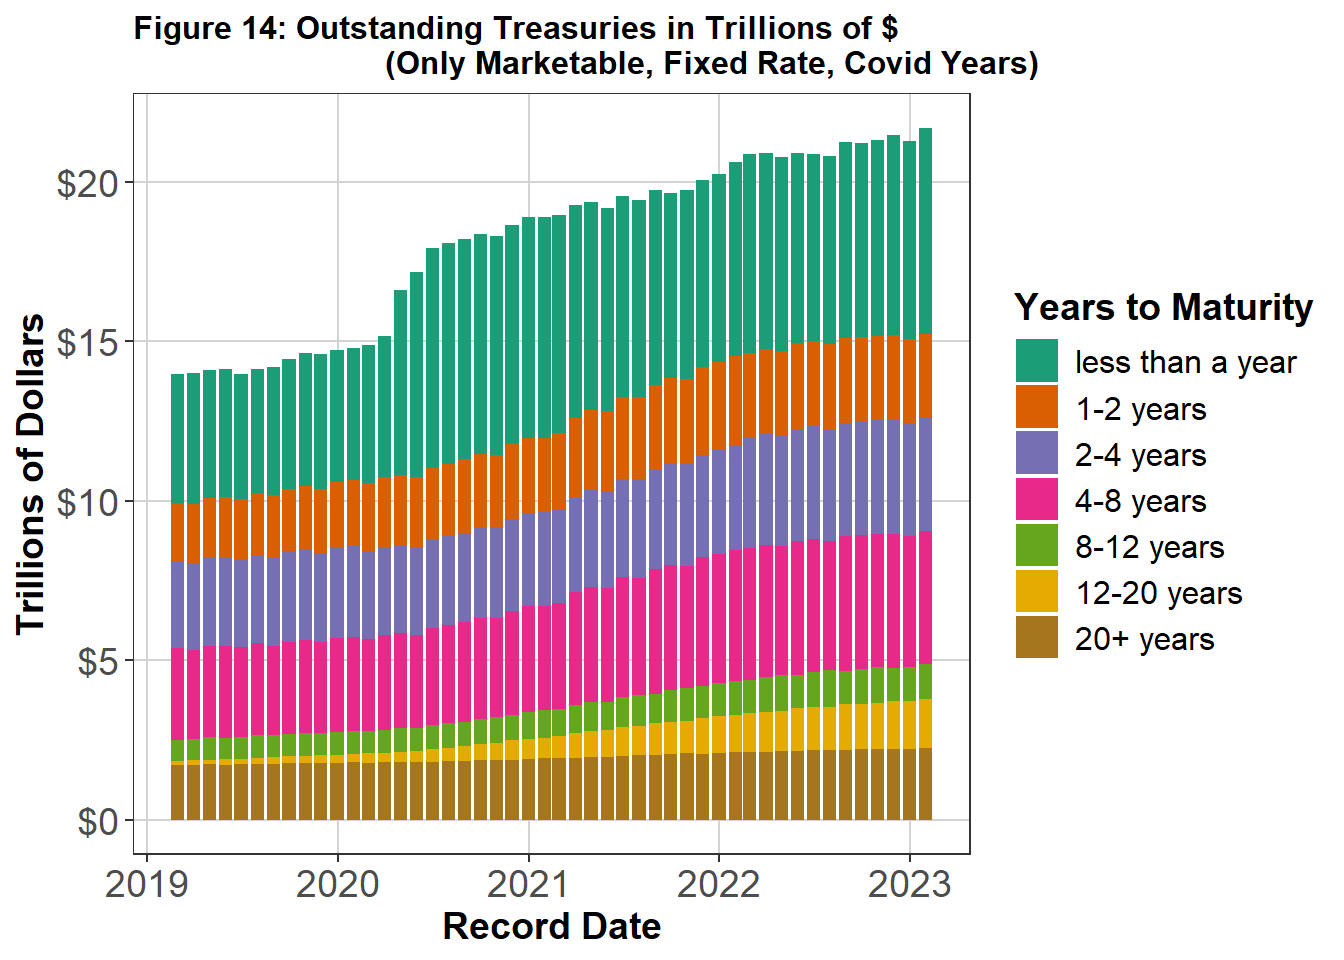 Figure 14: Outstanding Treasuries in Trillions of $
(Only Marketable, Fixed Rate, Covid Years)
Trillions of Dollars
$20
$15
$10
$5
$0
2019 2020 2021 2022 2023
Record Date
Years to Maturity
less than a year
1-2 years
2-4 years
4-8 years
8-12 years
12-20 years
20+ years